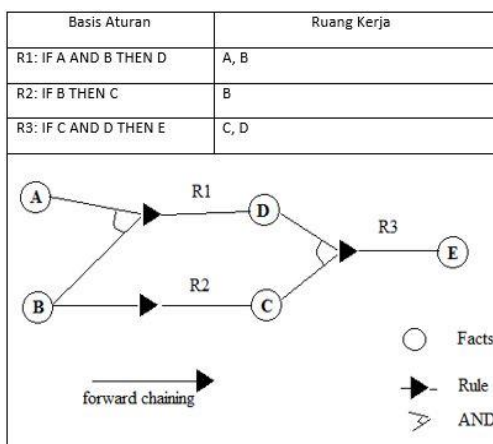 Basis Aturan Ruang Kerja
R1: IF A AND B THEN D A, B
R2: IF B THEN C B
R3: IF C AND D THEN E C, D
A R1 D
R3
E
B R2 C
Facts
forward chaining Rule
AND